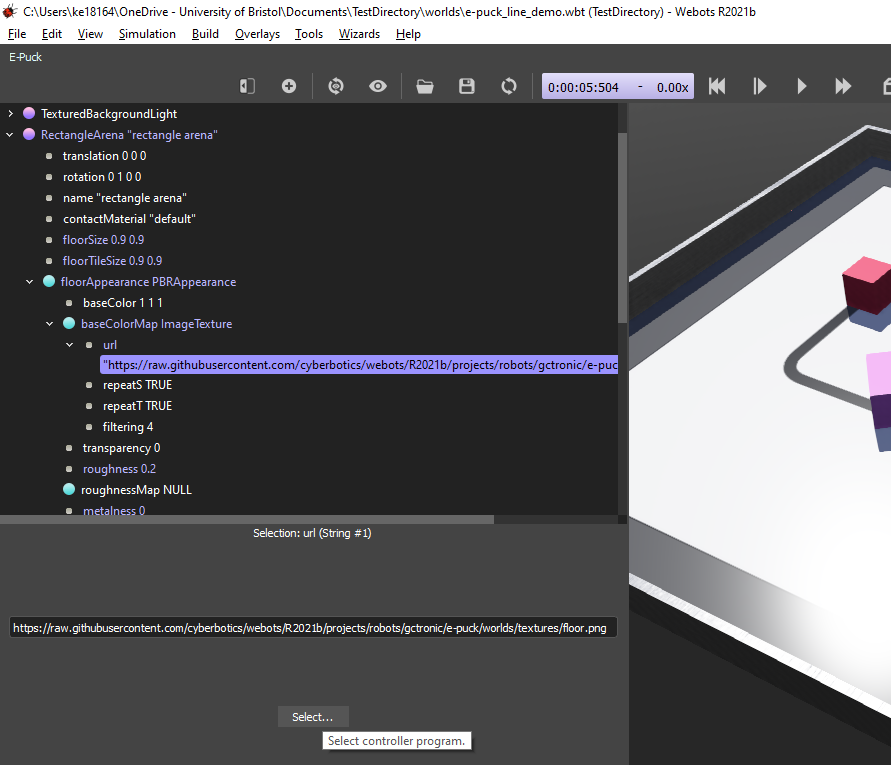 C:\Users\ke18164\OneDrive - University of Bristol\Documents\TestDirectory\worlds\e-puck_line_demo.wbt (TestDirectory) - Webots R2021b
File Edit View Simulation Build Overlays Tools Wizards Help
E-Puck
0:00:05:504 - 0.00x
TexturedBackgroundLight
RectangleArena "rectangle arena"
translation 0 0 0
rotation 0 1 0 0
name "rectangle arena"
contactMaterial "default"
floorSize 0.9 0.9
floorTileSize 0.9 0.9
floorAppearance PBRAppearance
baseColor 1 1 1
baseColorMap ImageTexture
url
"https://raw.githubusercontent.com/cyberbotics/webots/R2021b/projects/robots/gctronic/e-puc
repeatS TRUE
repeatT TRUE
filtering 4
transparency 0
roughness 0.2
roughnessMap NULL
metalness 0
Selection: url (String #1)
https://raw.githubusercontent.com/cyberbotics/webots/R2021b/projects/robots/gctronic/e-puck/worlds/textures/floor.png
Select...
Select controller program.